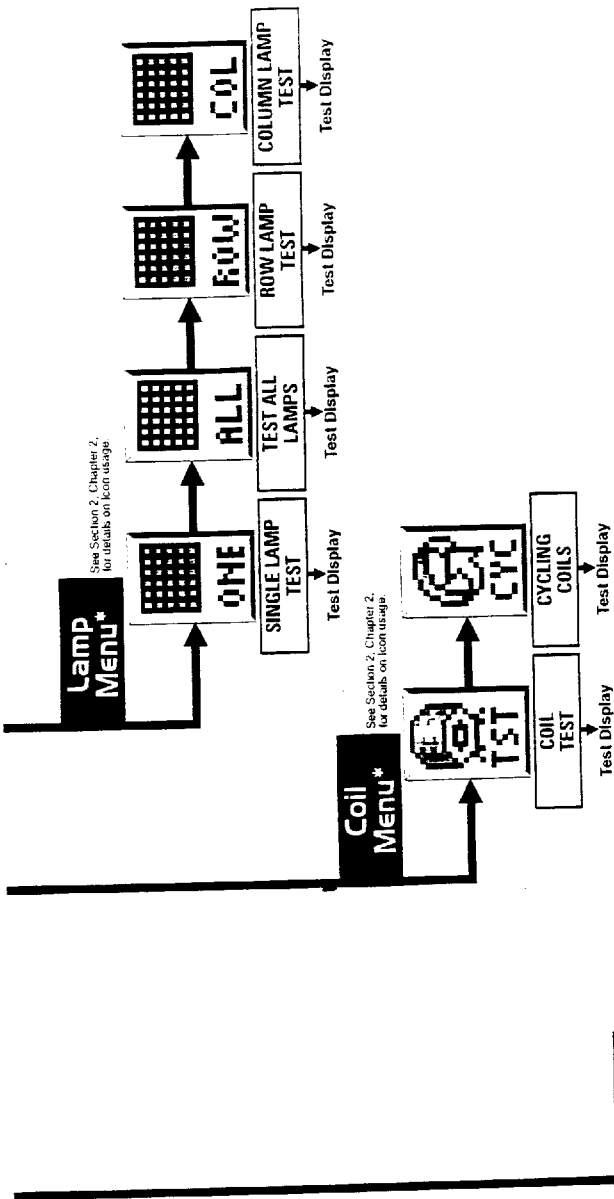 Lamp
Menu*
See Section 2, Chapter 2,
for details on Icon usage.
ONE
ALL
ROW
COL
SINGLE LAMP
TEST
TEST ALL
LAMPS
ROW LAMP
TEST
COLUMN LAMP
TEST
Test Display
Test Display
Test Display
Test Display
Coil
Menu*
See Section 2, Chapter 2,
for details on Icon usage.
TST
CYC
COIL
TEST
CYCLING
COILS
Test Display
Test Display